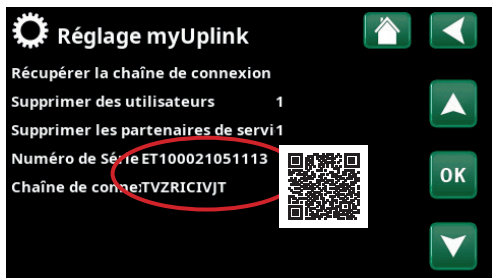 Réglage myUplink
Récupérer la chaîne de connexion
Supprimer des utilisateurs 1
Supprimer les partenaires de servi 1
Numéro de Série ET100021051113
Chaîne de conne: TVZRICIVJT
OK